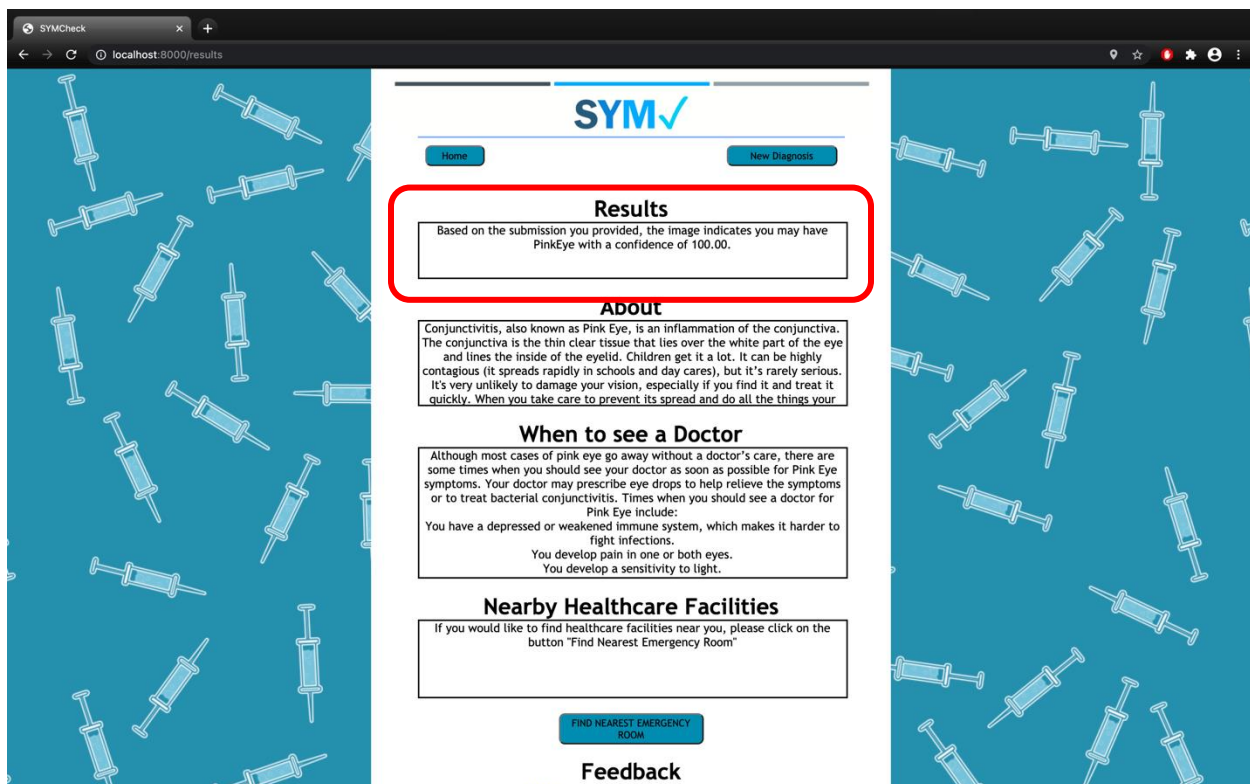 SYMCheck
localhost:8000/results
SYM✓
Home
New Diagnosis
Results
Based on the submission you provided, the image indicates you may have
PinkEye with a confidence of 100.00.
About
Conjunctivitis, also known as Pink Eye, is an inflammation of the conjunctiva.
The conjunctiva is the thin clear tissue that lies over the white part of the eye
and lines the inside of the eyelid. Children get it a lot. It can be highly
contagious (it spreads rapidly in schools and day cares), but it’s rarely serious.
It's very unlikely to damage your vision, especially if you find it and treat it
quickly. When you take care to prevent its spread and do all the things your
When to see a Doctor
Although most cases of pink eye go away without a doctor’s care, there are
some times when you should see your doctor as soon as possible for Pink Eye
symptoms. Your doctor may prescribe eye drops to help relieve the symptoms
or to treat bacterial conjunctivitis. Times when you should see a doctor for
Pink Eye include:
You have a depressed or weakened immune system, which makes it harder to
fight infections.
You develop pain in one or both eyes.
You develop a sensitivity to light.
Nearby Healthcare Facilities
If you would like to find healthcare facilities near you, please click on the
button "Find Nearest Emergency Room"
FIND NEAREST EMERGENCY
ROOM
Feedback